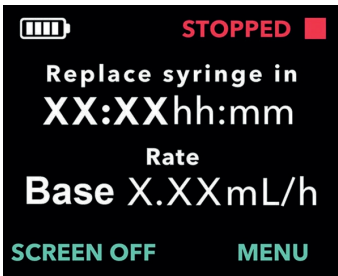 STOPPED
Replace syringe in
XX:XXhh:mm
Rate
Base X.XXmL/h
SCREEN OFF MENU